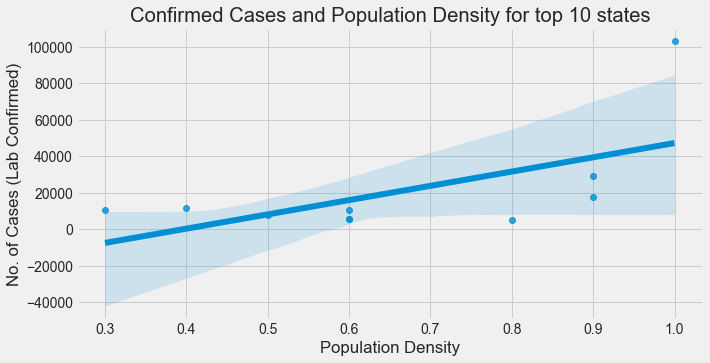 Confirmed Cases and Population Density for top 10 states
No. of Cases (Lab Confirmed)
100000
80000
60000
40000
20000
0
−20000
−40000
0.3 0.4 0.5 0.6 0.7 0.8 0.9 1.0
Population Density